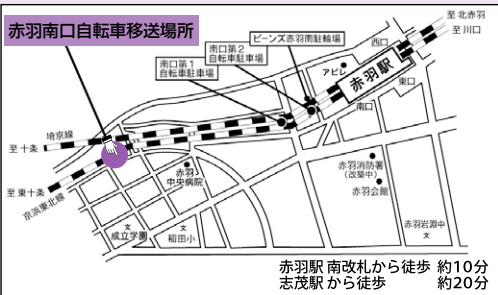 赤羽南口自転車移送場所
ビーンズ赤羽南駐輪場
南口第2
自転車駐車場
南口第1
自転車駐車場
至 北赤羽
至 川口
西口
アピレ
赤羽駅
東口
南口
埼京線
至 十条
至 東十条
京浜東北線
赤羽
中央病院
赤羽消防署
(改築中)
赤羽会館
文
成立学園
文
稲田小
赤羽岩淵中
文
赤羽駅 南改札から徒歩 約10分
志茂駅から徒歩 約20分